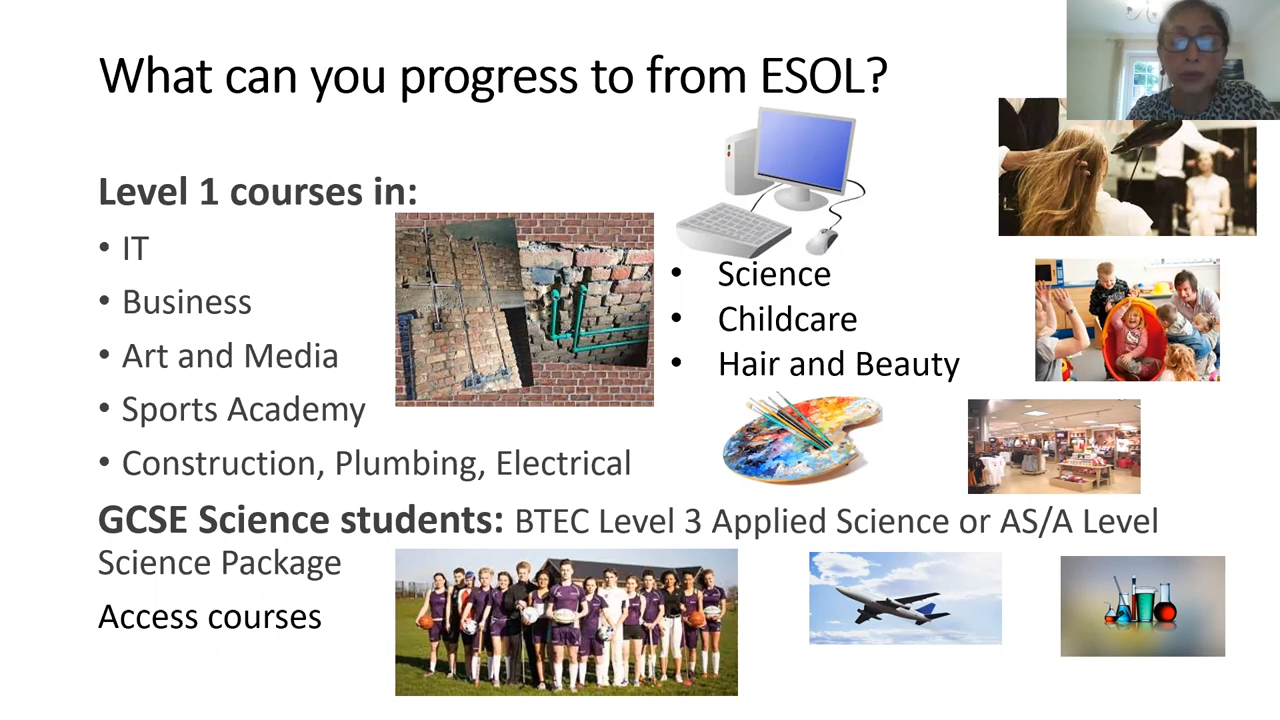 What can you progress to from ESOL?
Level 1 courses in:
• IT
• Business
• Art and Media
• Sports Academy
• Construction, Plumbing, Electrical
• Science
• Childcare
• Hair and Beauty
GCSE Science students: BTEC Level 3 Applied Science or AS/A Level
Science Package
Access courses